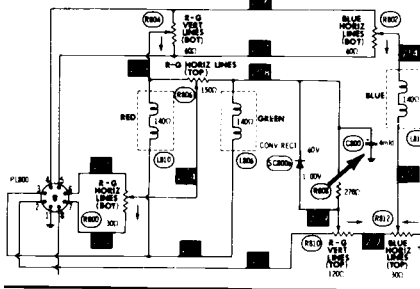 R804
R-G
VERT
LINES
(BOT)
60Ω
BLUE
HORIZ
LINES
(BOT)
60Ω
R802
R-G HORIZ LINES
(TOP)
R806
150Ω
RED
140Ω
L810
140Ω
GREEN
L806
BLUE
140Ω
CONV RECT
SC800
60V
1.00V
C800
4mfd
R808
270Ω
PL800
R800
R-G
HORIZ
LINES
(BOT)
30Ω
R810
R-G
VERT
LINES
(TOP)
120Ω
R812
BLUE
HORIZ
LINES
(TOP)
30Ω